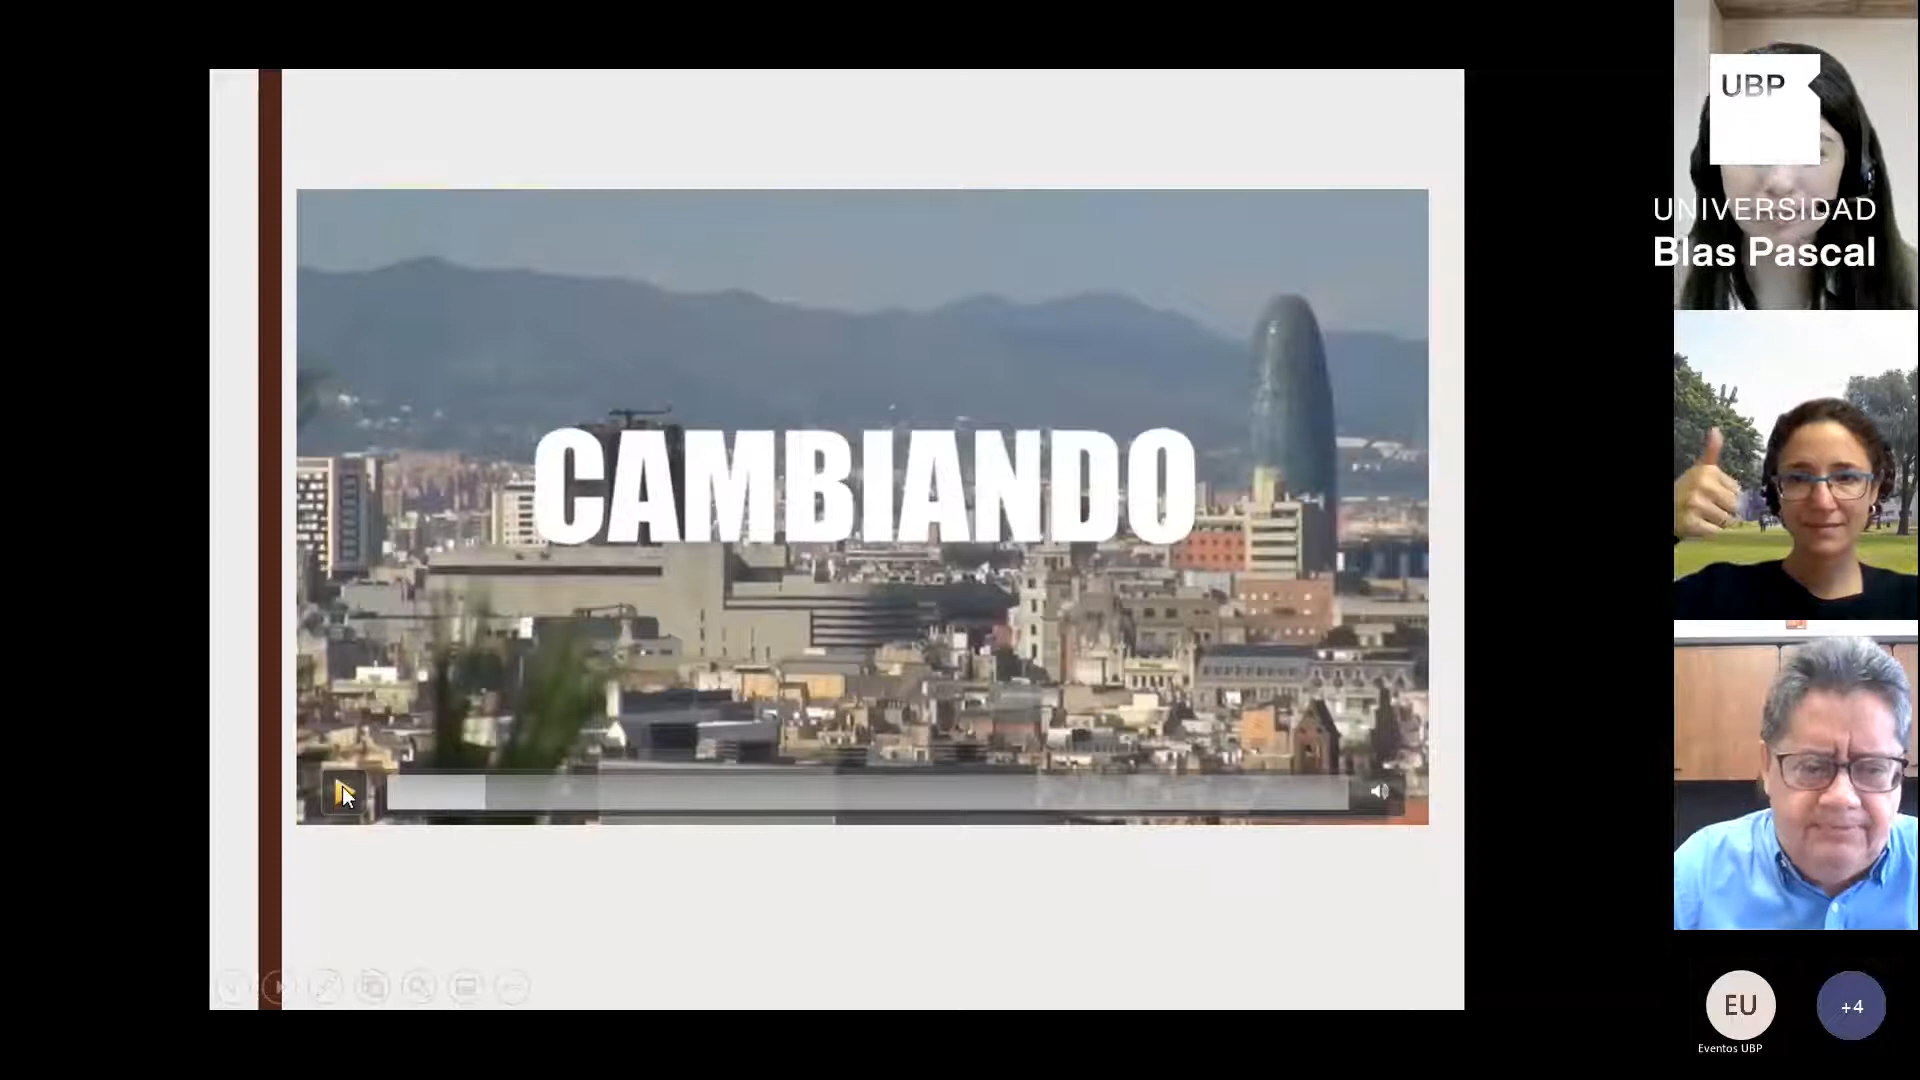 CAMBIANDO
UBP
UNIVERSIDAD
Blas Pascal
EU
+4
Eventos UBP